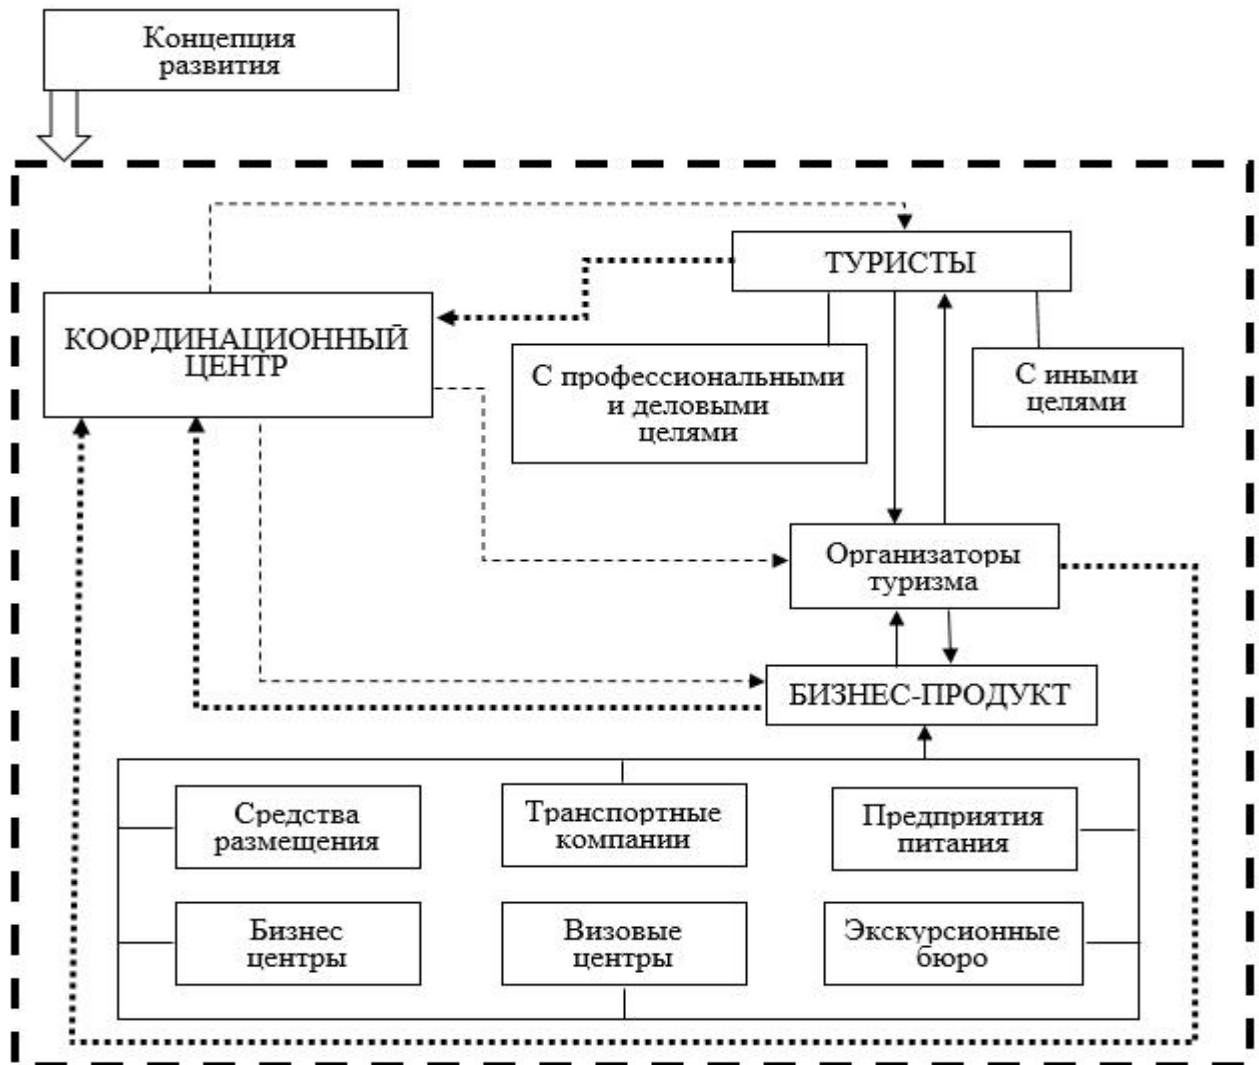 Концепция
развития
ТУРИСТЫ
КООРДИНАЦИОННЫЙ
ЦЕНТР
С профессиональными
и деловыми
целями
С иными
целями
Организаторы
туризма
БИЗНЕС-ПРОДУКТ
Средства
размещения
Транспортные
компании
Предприятия
питания
Бизнес
центры
Визовые
центры
Экскурсионные
бюро